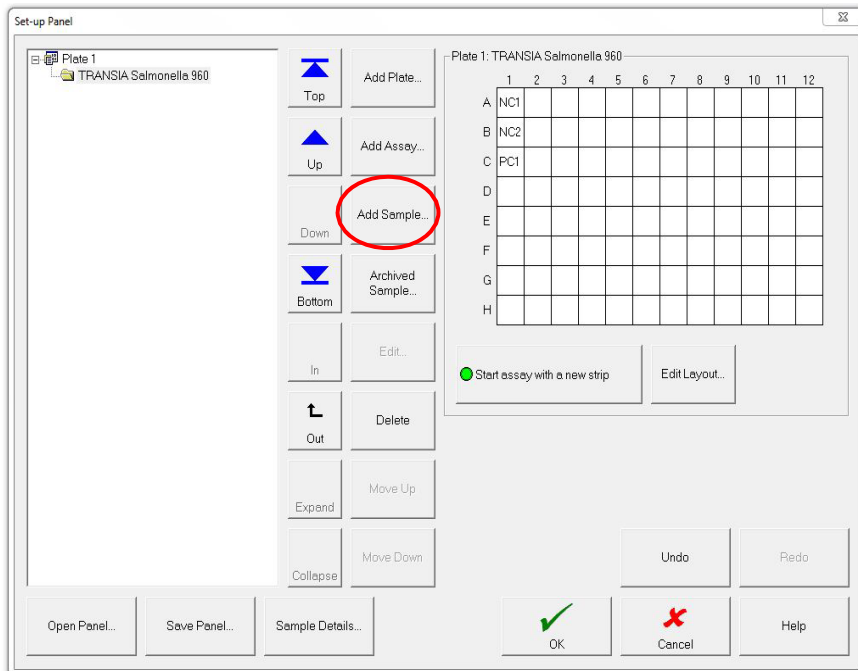 Set-up Panel
Plate 1
TRANSIA Salmonella 960
Top
Add Plate...
Up
Add Assay...
Down
Add Sample...
Bottom
Archived
Sample...
In
Edit...
Out
Delete
Expand
Move Up
Collapse
Move Down
Plate 1: TRANSIA Salmonella 960
1 2 3 4 5 6 7 8 9 10 11 12
A NC1
B NC2
C PC1
D
E
F
G
H
Start assay with a new strip
Edit Layout...
Undo
Redo
Open Panel...
Save Panel...
Sample Details...
OK
Cancel
Help